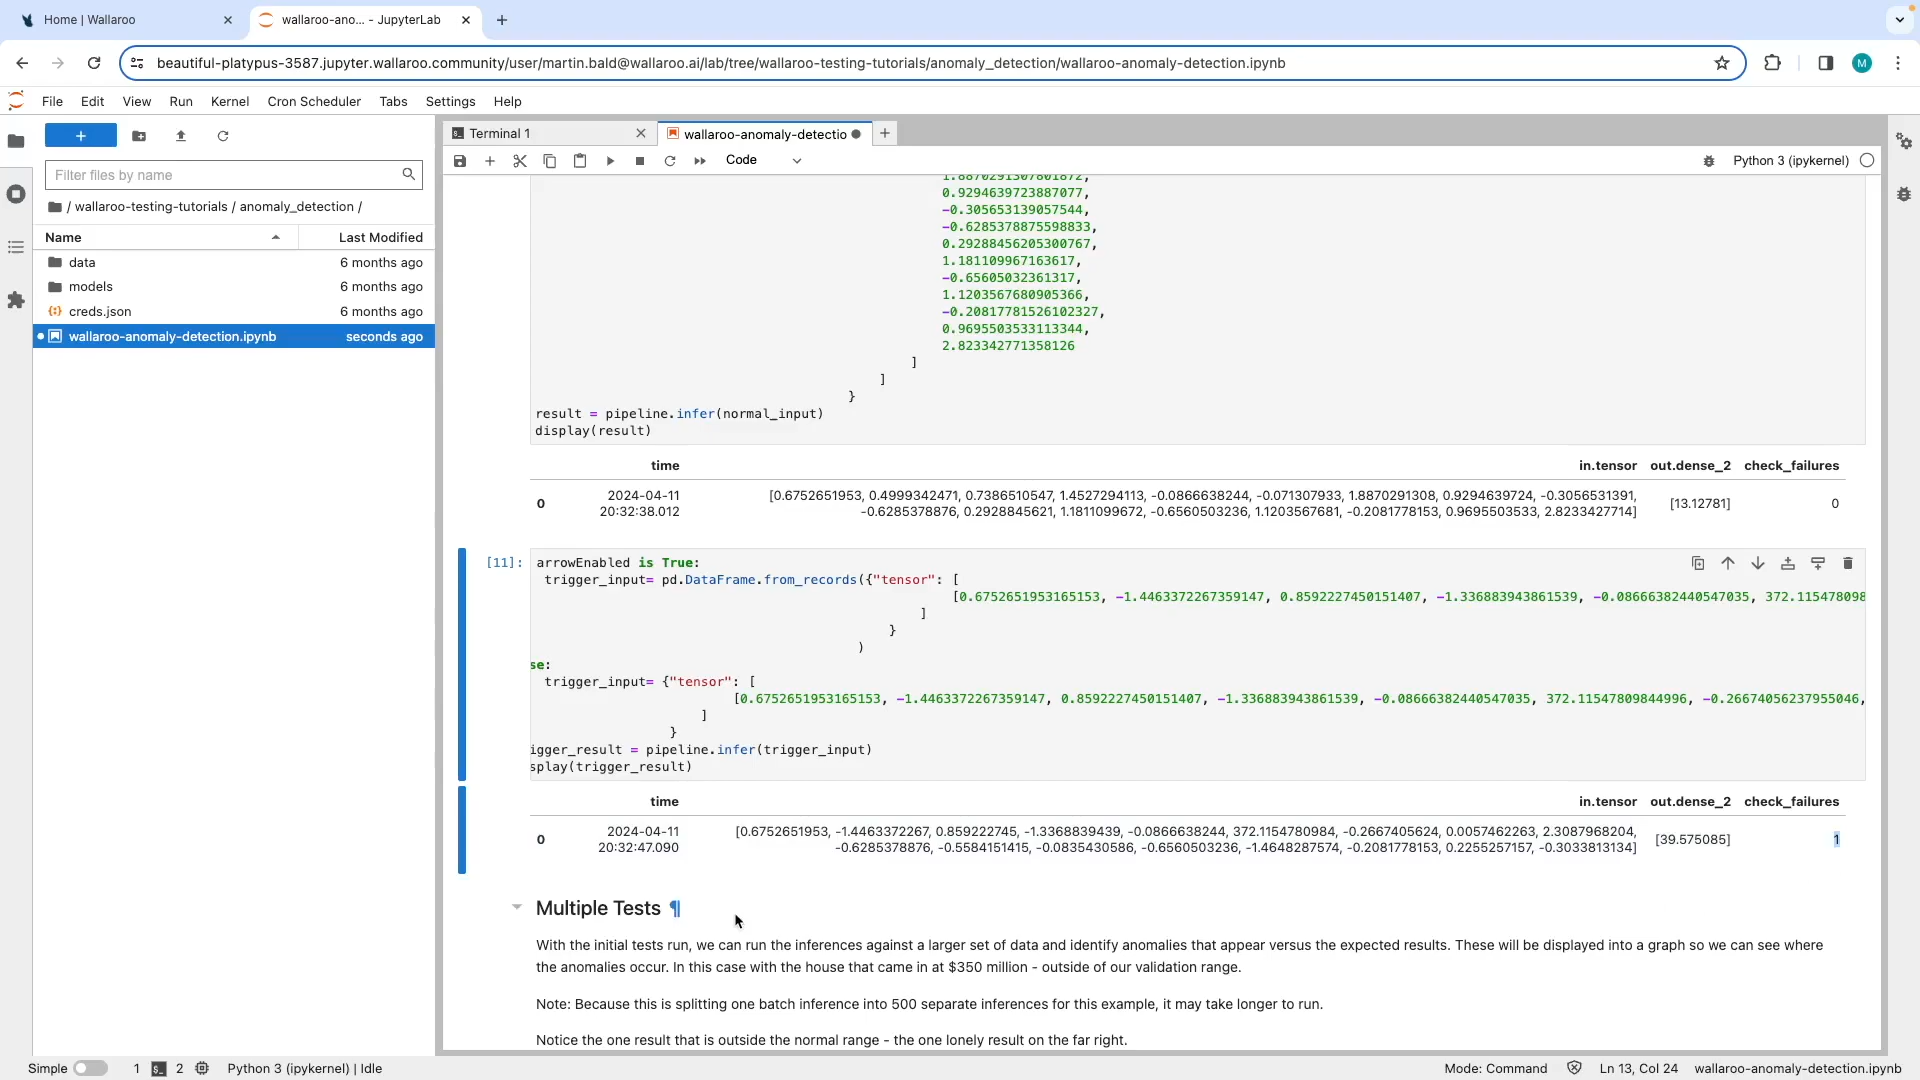 Home | Wallaroo
wallaroo-ano... - JupyterLab
beautiful-platypus-3587.jupyter.wallaroo.community/user/martin.bald@wallaroo.ai/lab/tree/wallaroo-testing-tutorials/anomaly_detection/wallaroo-anomaly-detection.ipynb
M
File Edit View Run Kernel Cron Scheduler Tabs Settings Help
Filter files by name
/ wallaroo-testing-tutorials / anomaly_detection /
Name Last Modified
data 6 months ago
models 6 months ago
creds.json 6 months ago
wallaroo-anomaly-detection.ipynb seconds ago
Terminal 1
wallaroo-anomaly-detectio
Code
Python 3 (ipykernel)
1.8870291307801872,
0.9294639723887077,
-0.305653139057544,
-0.6285378875598833,
0.29288456205300767,
1.181109967163617,
-0.65605032361317,
1.1203567680905366,
-0.20817781526102327,
0.9695503533113344,
2.823342771358126
]
]
}
result = pipeline.infer(normal_input)
display(result)
time in.tensor out.dense_2 check_failures
0 2024-04-11 20:32:38.012 [0.6752651953, 0.4999342471, 0.7386510547, 1.4527294113, -0.0866638244, -0.071307933, 1.8870291308, 0.9294639724, -0.3056531391, [13.12781] 0
-0.6285378876, 0.2928845621, 1.1811099672, -0.6560503236, 1.1203567681, -0.2081778153, 0.9695503533, 2.8233427714]
[11]: arrowEnabled is True:
trigger_input= pd.DataFrame.from_records({"tensor": [
[0.6752651953165153, -1.4463372267359147, 0.8592227450151407, -1.336883943861539, -0.08666382440547035, 372.115478098
]
}
)
se:
trigger_input= {"tensor": [
[0.6752651953165153, -1.4463372267359147, 0.8592227450151407, -1.336883943861539, -0.08666382440547035, 372.11547809844996, -0.26674056237955046,
]
}
igger_result = pipeline.infer(trigger_input)
splay(trigger_result)
time in.tensor out.dense_2 check_failures
0 2024-04-11 20:32:47.090 [0.6752651953, -1.4463372267, 0.859222745, -1.3368839439, -0.0866638244, 372.1154780984, -0.2667405624, 0.0057462263, 2.3087968204, [39.575085] 1
-0.6285378876, -0.5584151415, -0.0835430586, -0.6560503236, -1.4648287574, -0.2081778153, 0.2255257157, -0.3033813134]
Multiple Tests ¶
With the initial tests run, we can run the inferences against a larger set of data and identify anomalies that appear versus the expected results. These will be displayed into a graph so we can see where
the anomalies occur. In this case with the house that came in at $350 million - outside of our validation range.
Note: Because this is splitting one batch inference into 500 separate inferences for this example, it may take longer to run.
Notice the one result that is outside the normal range - the one lonely result on the far right.
Simple 1 2 Python 3 (ipykernel) | Idle Mode: Command Ln 13, Col 24 wallaroo-anomaly-detection.ipynb